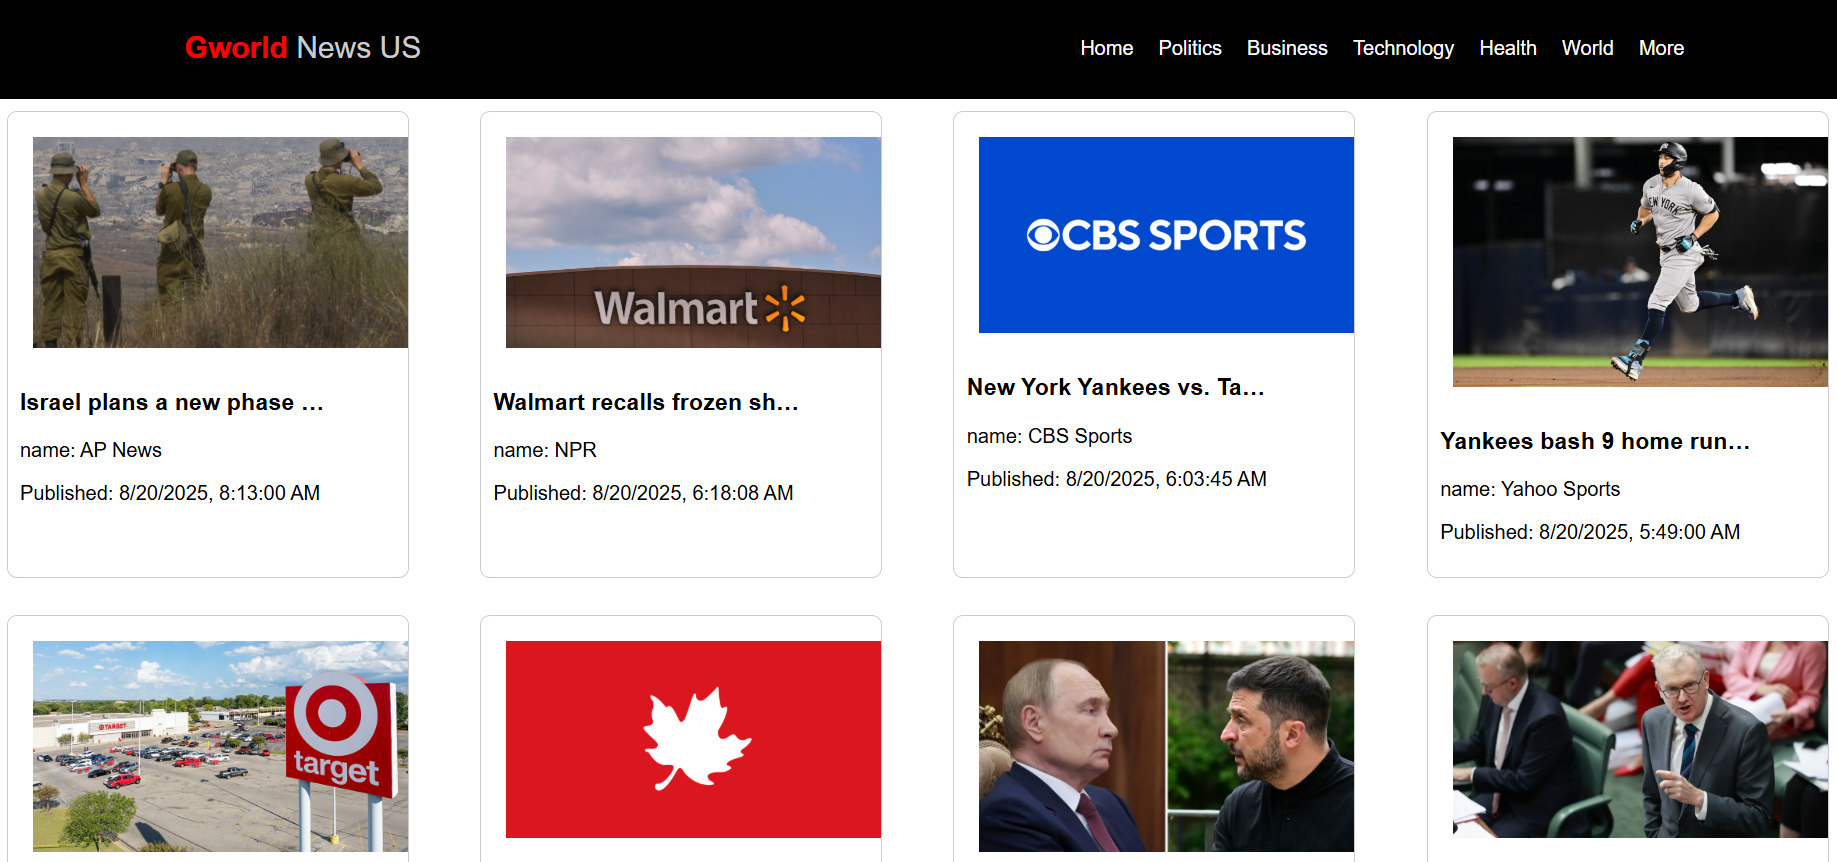 Gworld News US
Home Politics Business Technology Health World More
Walmart
CBS SPORTS
NEW YORK
Israel plans a new phase ...
name: AP News
Published: 8/20/2025, 8:13:00 AM
Walmart recalls frozen sh...
name: NPR
Published: 8/20/2025, 6:18:08 AM
New York Yankees vs. Ta...
name: CBS Sports
Published: 8/20/2025, 6:03:45 AM
Yankees bash 9 home run...
name: Yahoo Sports
Published: 8/20/2025, 5:49:00 AM
TARGET
target